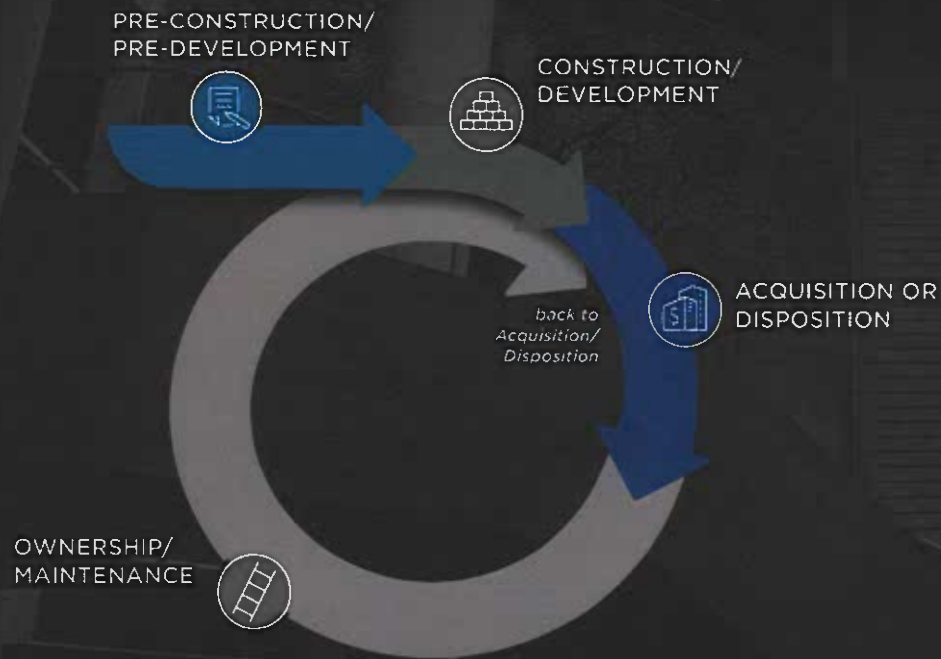 PRE-CONSTRUCTION/
PRE-DEVELOPMENT
CONSTRUCTION/
DEVELOPMENT
$
ACQUISITION OR
DISPOSITION
back to
Acquisition/
Disposition
OWNERSHIP/
MAINTENANCE